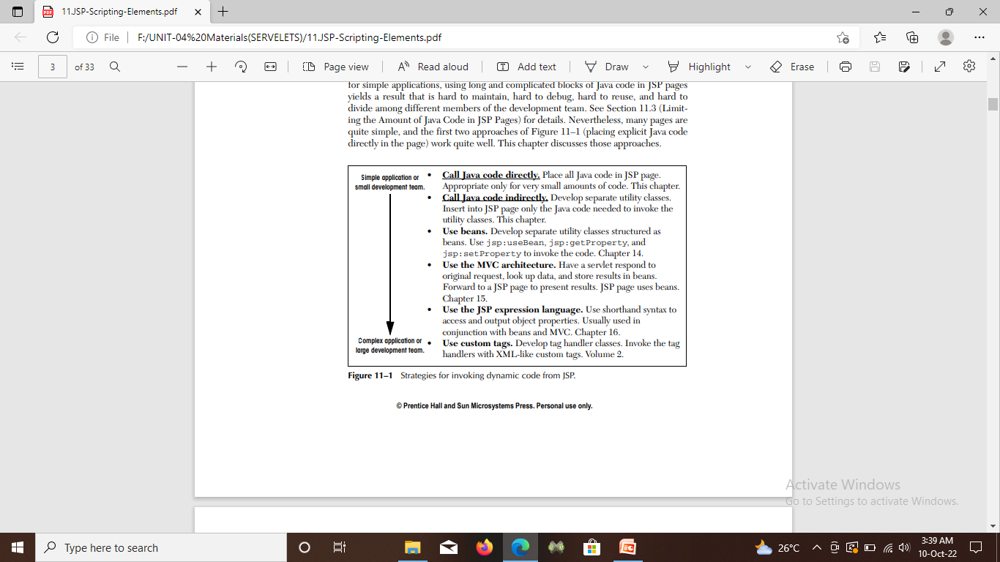 11.JSP-Scripting-Elements.pdf
File
F:/UNIT-04%20Materials(SERVELETS)/11.JSP-Scripting-Elements.pdf
3 of 33
Page view
Read aloud
Add text
Draw
Highlight
Erase
for simple applications, using long and complicated blocks of Java code in JSP pages
yields a result that is hard to maintain, hard to debug, hard to reuse, and hard to
divide among different members of the development team. See Section 11.3 (Limit-
ing the Amount of Java Code in JSP Pages) for details. Nevertheless, many pages are
quite simple, and the first two approaches of Figure 11–1 (placing explicit Java code
directly in the page) work quite well. This chapter discusses those approaches.
Simple application or
small development team.
• Call Java code directly. Place all Java code in JSP page.
Appropriate only for very small amounts of code. This chapter.
• Call Java code indirectly. Develop separate utility classes.
Insert into JSP page only the Java code needed to invoke the
utility classes. This chapter.
• Use beans. Develop separate utility classes structured as
beans. Use jsp:useBean, jsp:getProperty, and
jsp:setProperty to invoke the code. Chapter 14.
• Use the MVC architecture. Have a servlet respond to
original request, look up data, and store results in beans.
Forward to a JSP page to present results. JSP page uses beans.
Chapter 15.
• Use the JSP expression language. Use shorthand syntax to
access and output object properties. Usually used in
conjunction with beans and MVC. Chapter 16.
• Use custom tags. Develop tag handler classes. Invoke the tag
handlers with XML-like custom tags. Volume 2.
Complex application or
large development team.
Figure 11–1 Strategies for invoking dynamic code from JSP.
© Prentice Hall and Sun Microsystems Press. Personal use only.
Activate Windows
Go to Settings to activate Windows.
Type here to search
26°C
3:39 AM
10-Oct-22